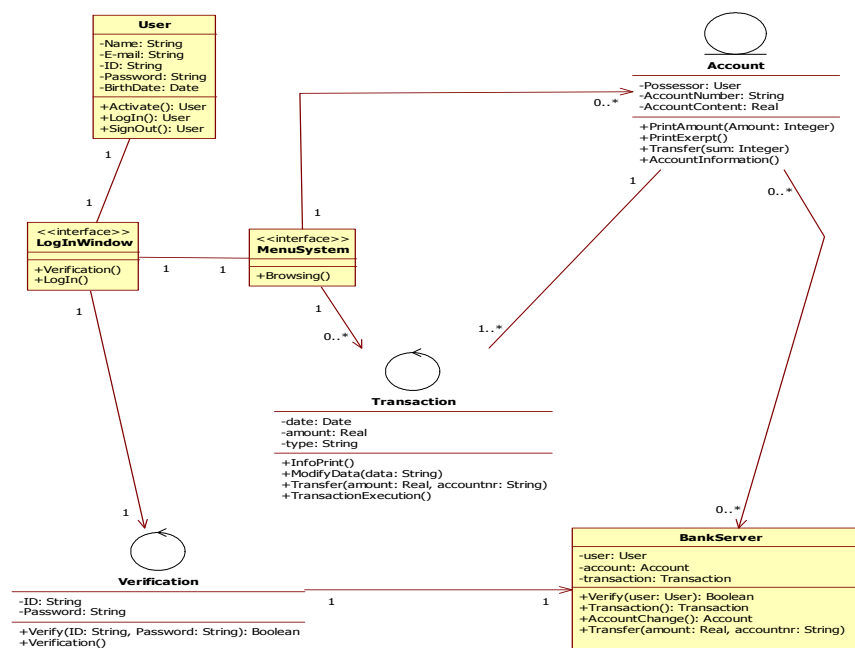 User
-Name: String
-E-mail: String
-ID: String
-Password: String
-BirthDate: Date
+Activate(): User
+LogIn(): User
+SignOut(): User
Account
-Possessor: User
-AccountNumber: String
-AccountContent: Real
+PrintAmount(Amount: Integer)
+PrintExerpt()
+Transfer(sum: Integer)
+AccountInformation()
0..*
1
1
1
0..*
1
1
<<interface>>
LogInWindow
+Verification()
+LogIn()
<<interface>>
MenuSystem
+Browsing()
1
1
1
1
0..*
1..*
Transaction
-date: Date
-amount: Real
-type: String
+InfoPrint()
+ModifyData(data: String)
+Transfer(amount: Real, accountnr: String)
+TransactionExecution()
1
0..*
Verification
-ID: String
-Password: String
+Verify(ID: String, Password: String): Boolean
+Verification()
1
1
BankServer
-user: User
-account: Account
-transaction: Transaction
+Verify(user: User): Boolean
+Transaction(): Transaction
+AccountChange(): Account
+Transfer(amount: Real, accountnr: String)